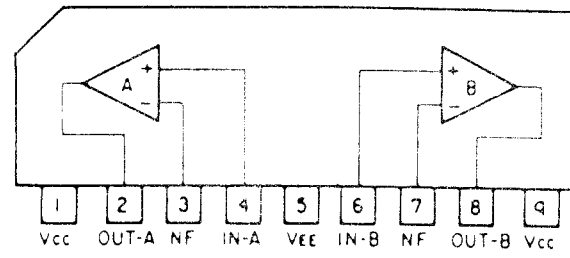 + +
A B
− −
1 2 3 4 5 6 7 8 9
Vcc OUT-A NF IN-A VEE IN-B NF OUT-B Vcc